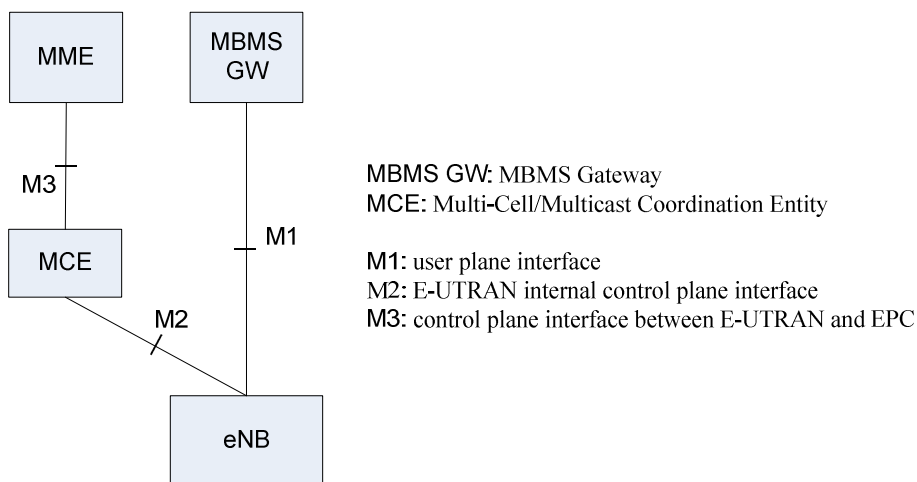 MME
MBMS
GW
M3
M1
MCE
M2
eNB
MBMS GW: MBMS Gateway
MCE: Multi-Cell/Multicast Coordination Entity
M1: user plane interface
M2: E-UTRAN internal control plane interface
M3: control plane interface between E-UTRAN and EPC